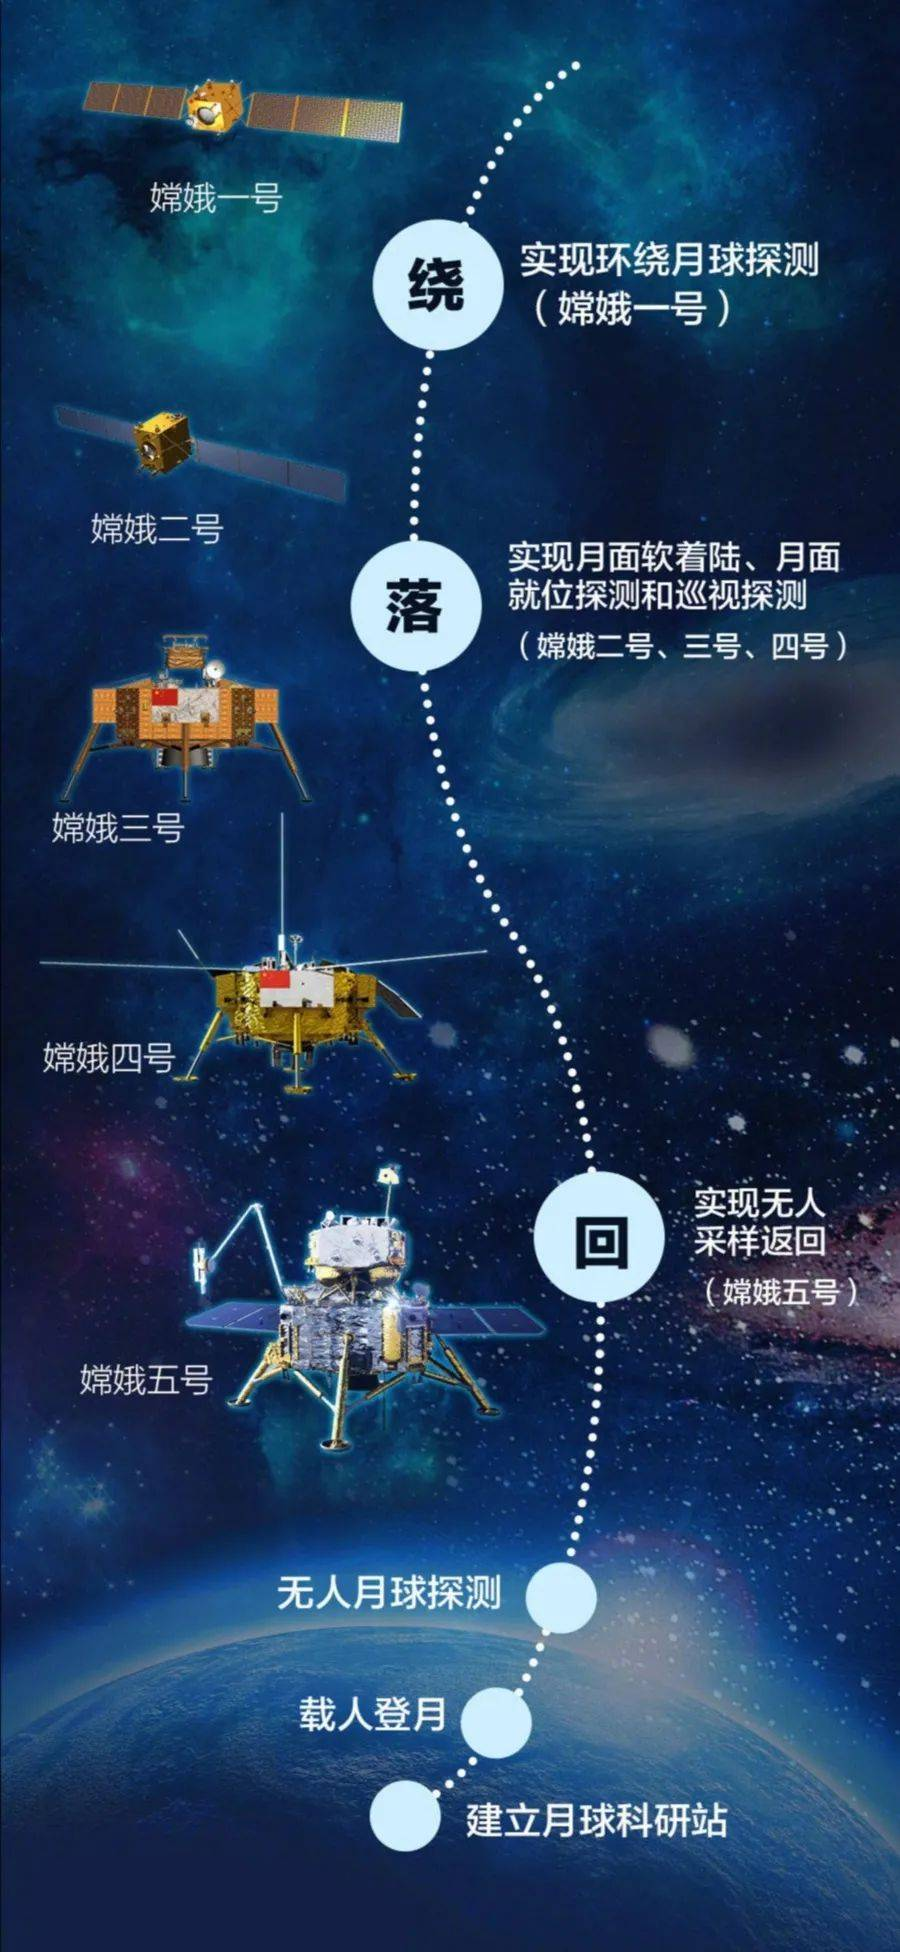 嫦娥一号
绕
实现环绕月球探测
（嫦娥一号）
嫦娥二号
落
实现月面软着陆、月面
就位探测和巡视探测
（嫦娥二号、三号、四号）
嫦娥三号
嫦娥四号
回
实现无人
采样返回
（嫦娥五号）
嫦娥五号
无人月球探测
载人登月
建立月球科研站